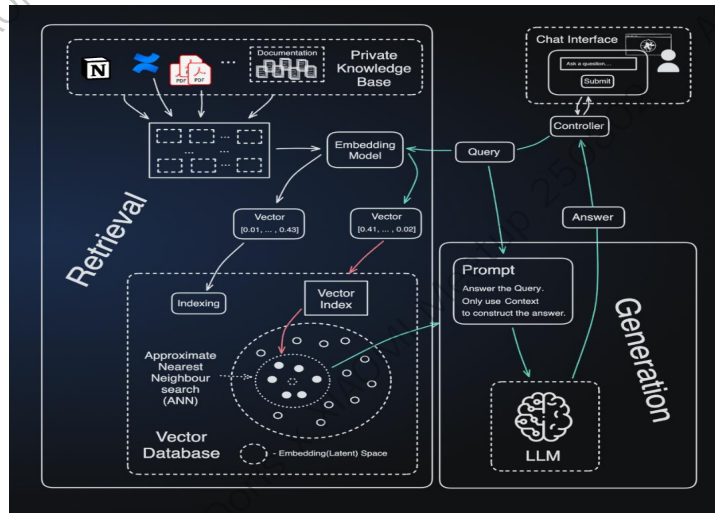 Documentation
Private
Knowledge
Base
N
PDF
PDF
...
Chat Interface
Ask a question,...
Submit
Controller
...
...
...
...
Embedding
Model
Query
Answer
Retrieval
Vector
[0.01, ... , 0.43]
Vector
[0.41, ... , 0.02]
Indexing
Vector
Index
Approximate
Nearest
Neighbour
search
(ANN)
Vector
Database
- Embedding(Latent) Space
Prompt
Answer the Query.
Only use Context
to construct the answer.
Generation
LLM